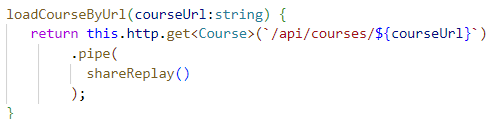 loadCourseByUrl(courseUrl:string) {
return this.http.get<Course>(`/api/courses/${courseUrl}`)
.pipe(
shareReplay()
);
}